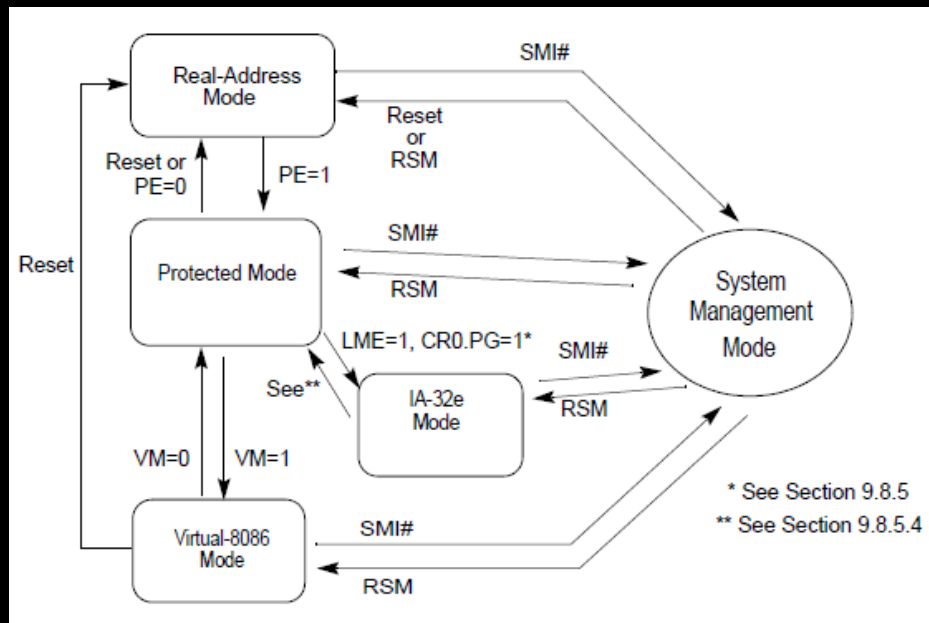 Real-Address
Mode
SMI#
Reset
or
RSM
Reset or
PE=0
PE=1
Reset
Protected Mode
SMI#
RSM
System
Management
Mode
LME=1, CR0.PG=1*
See**
IA-32e
Mode
SMI#
RSM
VM=0
VM=1
Virtual-8086
Mode
SMI#
RSM
* See Section 9.8.5
** See Section 9.8.5.4